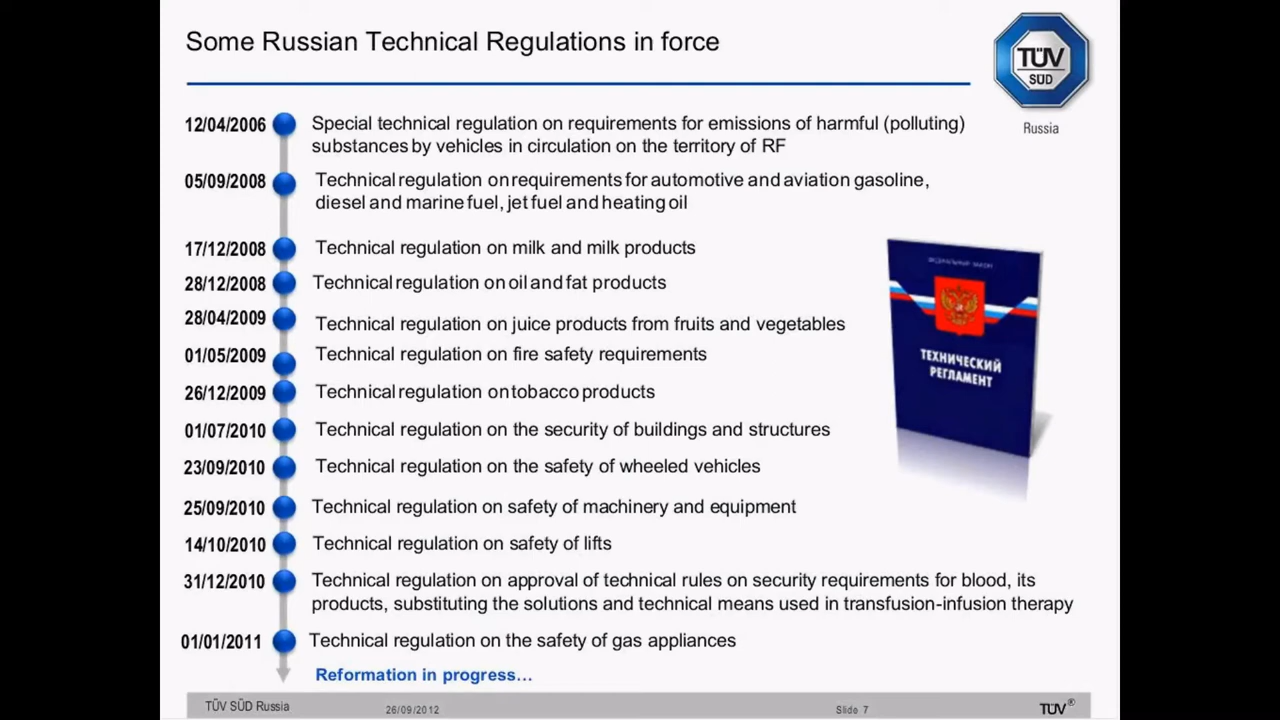 Some Russian Technical Regulations in force
TÜV
SÜD
Russia
12/04/2006 Special technical regulation on requirements for emissions of harmful (polluting)
substances by vehicles in circulation on the territory of RF
05/09/2008 Technical regulation on requirements for automotive and aviation gasoline,
diesel and marine fuel, jet fuel and heating oil
17/12/2008 Technical regulation on milk and milk products
28/12/2008 Technical regulation on oil and fat products
28/04/2009 Technical regulation on juice products from fruits and vegetables
01/05/2009 Technical regulation on fire safety requirements
26/12/2009 Technical regulation on tobacco products
01/07/2010 Technical regulation on the security of buildings and structures
23/09/2010 Technical regulation on the safety of wheeled vehicles
25/09/2010 Technical regulation on safety of machinery and equipment
14/10/2010 Technical regulation on safety of lifts
31/12/2010 Technical regulation on approval of technical rules on security requirements for blood, its
products, substituting the solutions and technical means used in transfusion-infusion therapy
01/01/2011 Technical regulation on the safety of gas appliances
Reformation in progress…
ФЕДЕРАЛЬНЫЙ ЗАКОН
ТЕХНИЧЕСКИЙ
РЕГЛАМЕНТ
TÜV SÜD Russia 26/09/2012 Slide 7 TÜV®